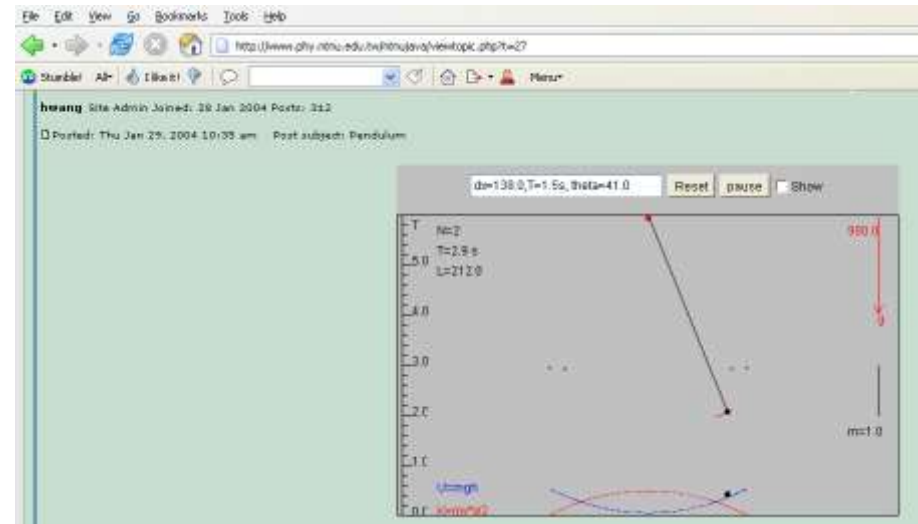 File Edit View Go Bookmarks Tools Help
http://www.phy.ntnu.edu.tw/ntnujava/viewtopic.php?t=27
Stumble! All I like it! Menu
hwang Site Admin Joined: 28 Jan 2004 Posts: 312
Posted: Thu Jan 29, 2004 10:35 am Post subject: Pendulum
dx=138.0,T=1.5s, theta=41.0 Reset pause Show
T
N=2
T=2.9 s
L=212.0
980.0
g
5.0
4.0
3.0
2.0
m=1.0
1.0
U=mgh
0.0